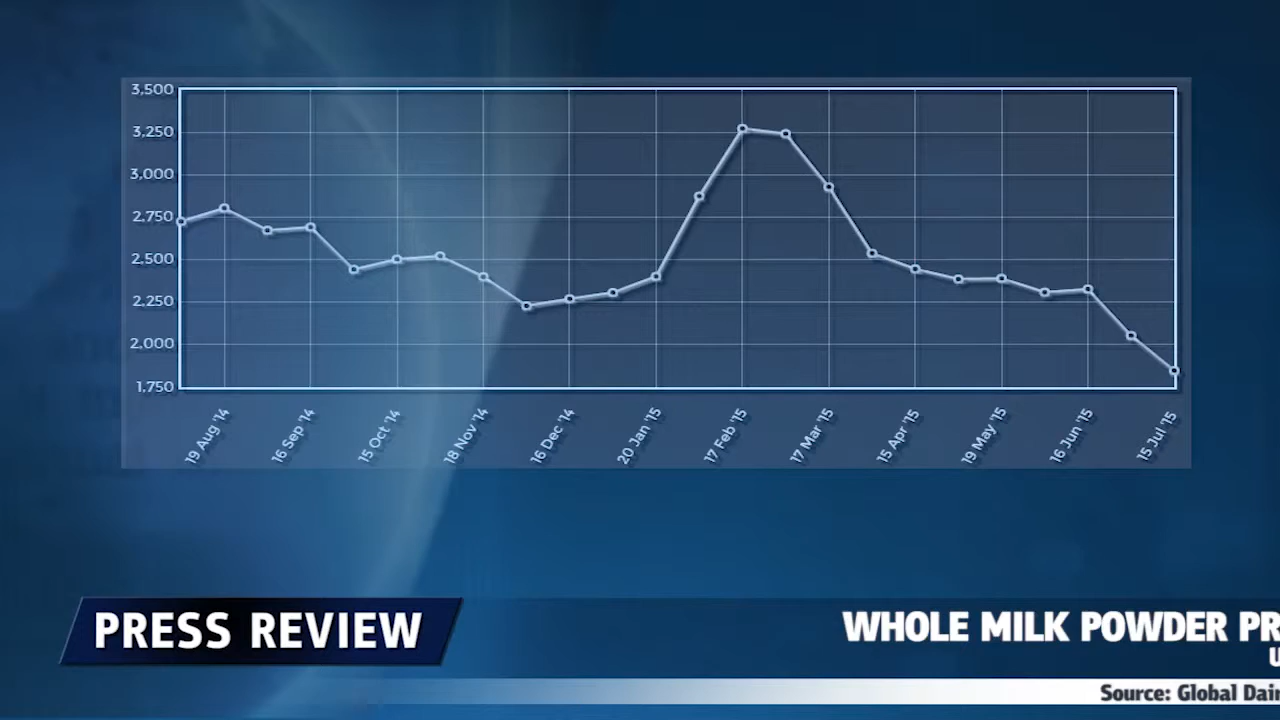 3,500
3,250
3,000
2,750
2,500
2,250
2,000
1,750
19 Aug '14
16 Sep '14
15 Oct '14
18 Nov '14
16 Dec '14
20 Jan '15
17 Feb '15
17 Mar '15
15 Apr '15
19 May '15
16 Jun '15
15 Jul '15
PRESS REVIEW
WHOLE MILK POWDER PR
U
Source: Global Dair